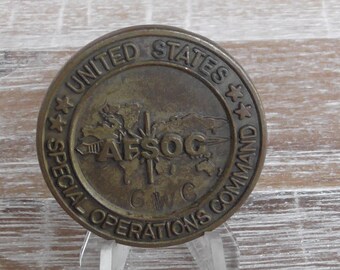 UNITED STATES
AFSOC
CWC
SPECIAL OPERATIONS COMMAND